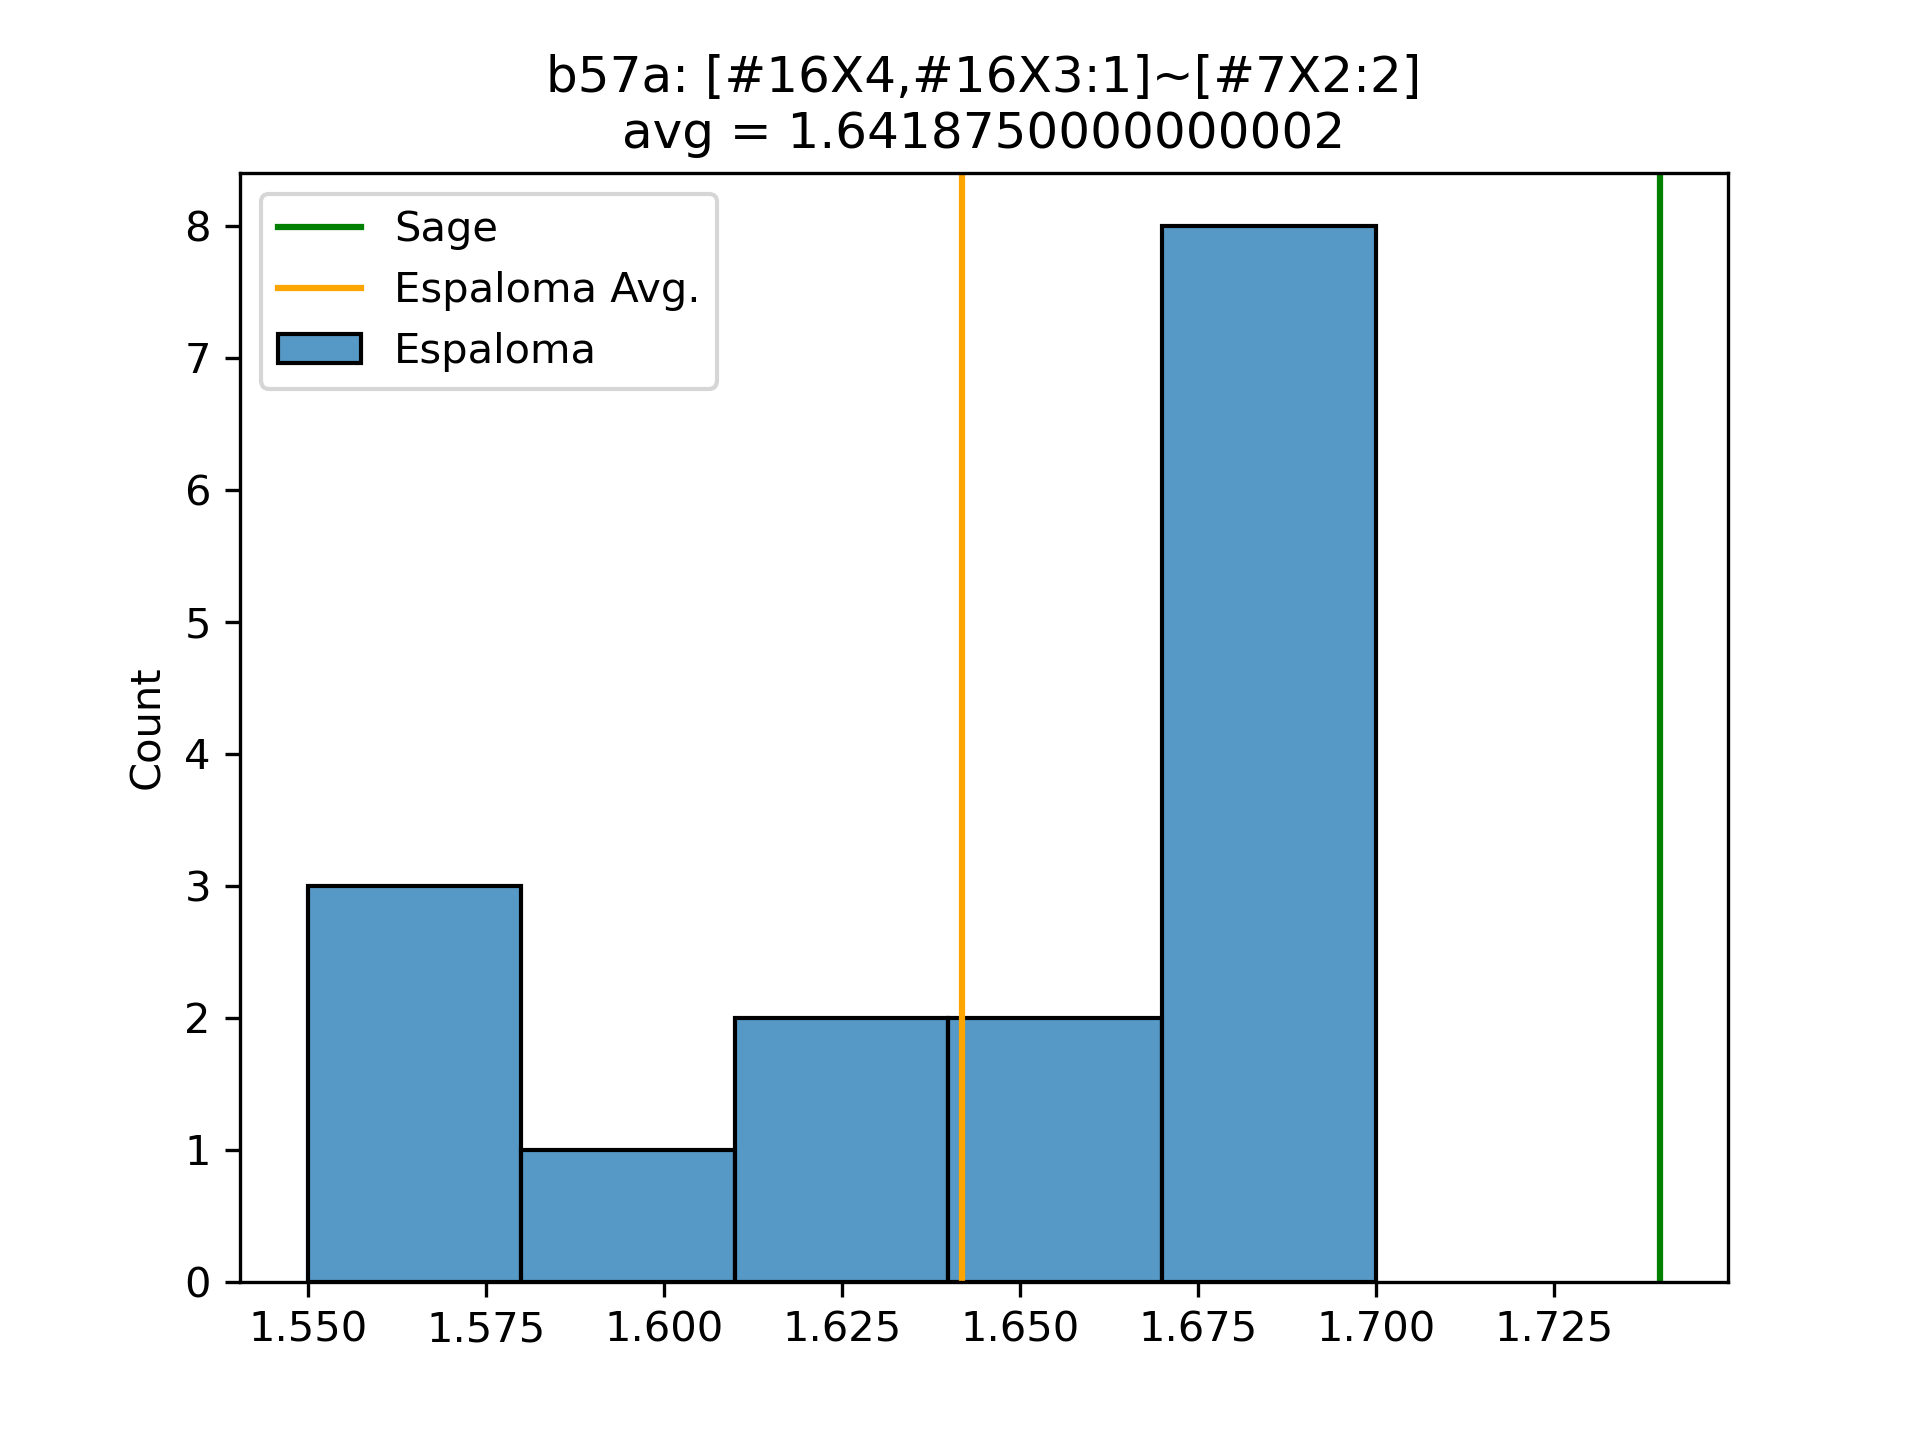 b57a: [#16X4,#16X3:1]~[#7X2:2]
avg = 1.6418750000000002
Sage
Espaloma Avg.
Espaloma
Count
8
7
6
5
4
3
2
1
0
1.550 1.575 1.600 1.625 1.650 1.675 1.700 1.725